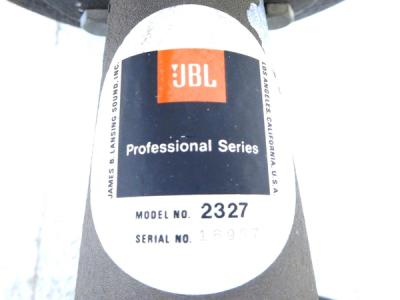 JBL
Professional Series
JAMES B. LANSING SOUND, INC.
LOS ANGELES, CALIFORNIA, U.S.A.
MODEL NO. 2327
SERIAL NO.